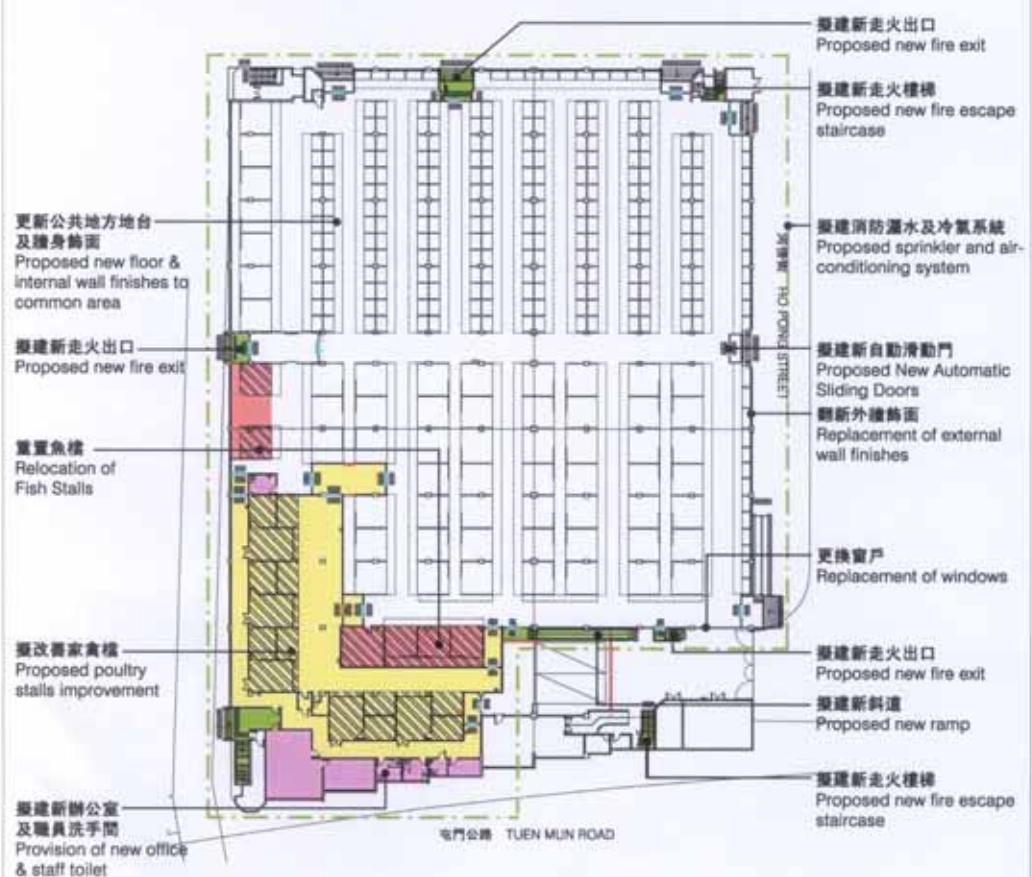 擬建新走火出口
Proposed new fire exit
擬建新走火樓梯
Proposed new fire escape
staircase
更新公共地方地台
及牆身飾面
Proposed new floor &
internal wall finishes to
common area
擬建消防灑水及冷氣系統
Proposed sprinkler and air-
conditioning system
河傍街 HO PONG STREET
擬建新走火出口
Proposed new fire exit
擬建新自動滑動門
Proposed New Automatic
Sliding Doors
翻新外牆飾面
Replacement of external
wall finishes
重置魚檔
Relocation of
Fish Stalls
更換窗戶
Replacement of windows
擬改善家禽檔
Proposed poultry
stalls improvement
擬建新走火出口
Proposed new fire exit
擬建新斜道
Proposed new ramp
擬建新走火樓梯
Proposed new fire escape
staircase
擬建新辦公室
及職員洗手間
Provision of new office
& staff toilet
屯門公路 TUEN MUN ROAD